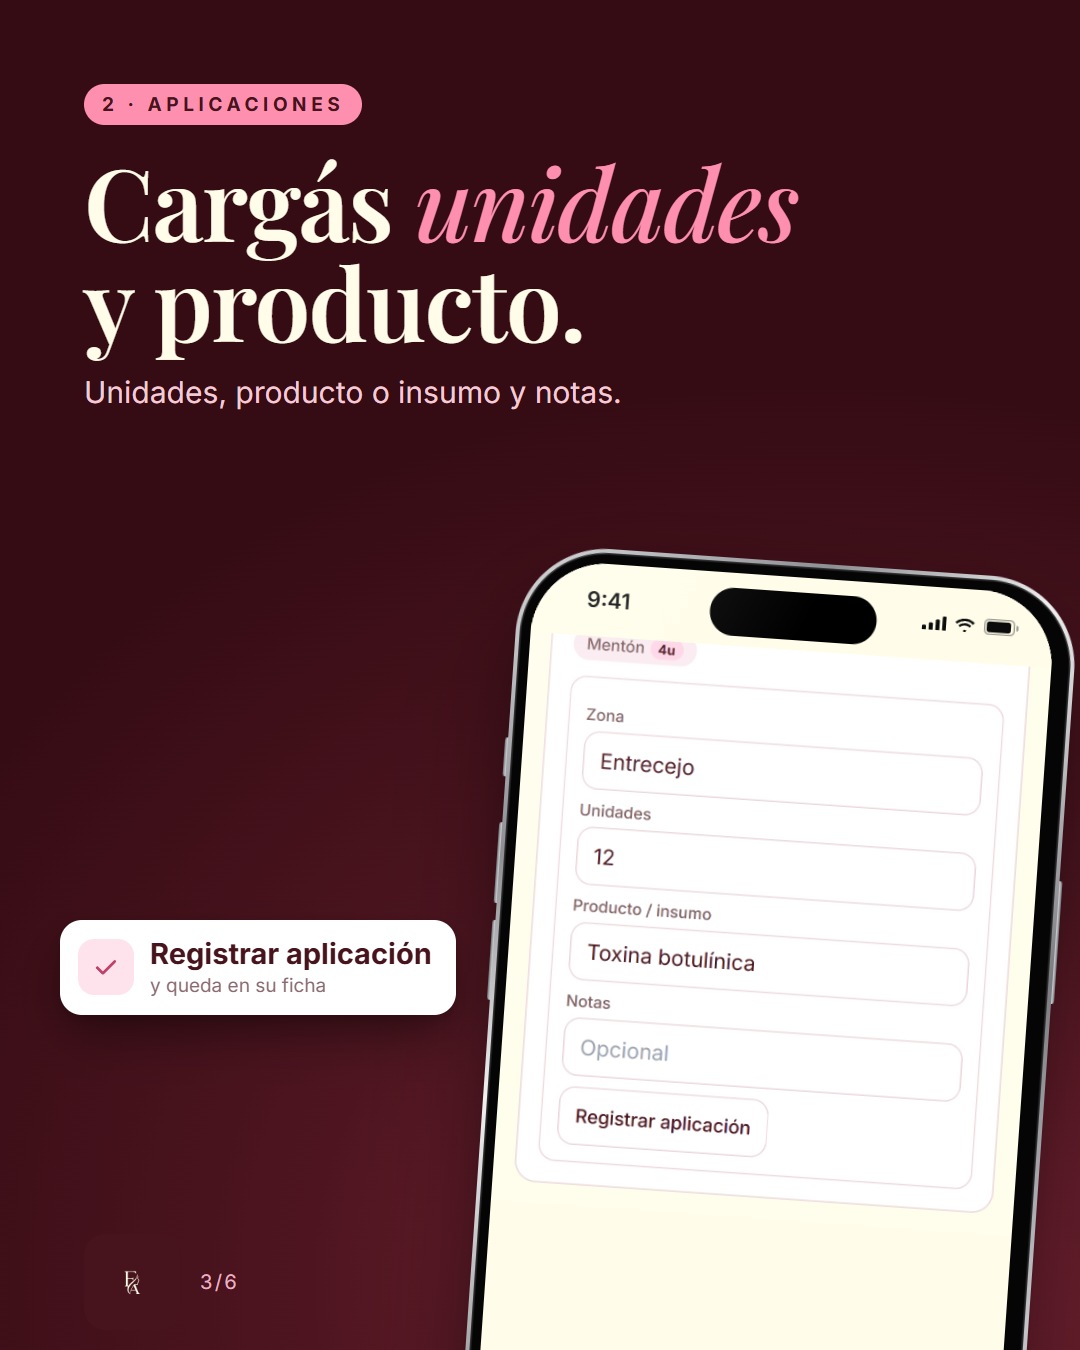 2 · APLICACIONES
Cargás unidades
y producto.
Unidades, producto o insumo y notas.
9:41
Mentón 4u
Zona
Entrecejo
Unidades
12
Producto / insumo
Toxina botulínica
Notas
Opcional
Registrar aplicación
Registrar aplicación
y queda en su ficha
3/6